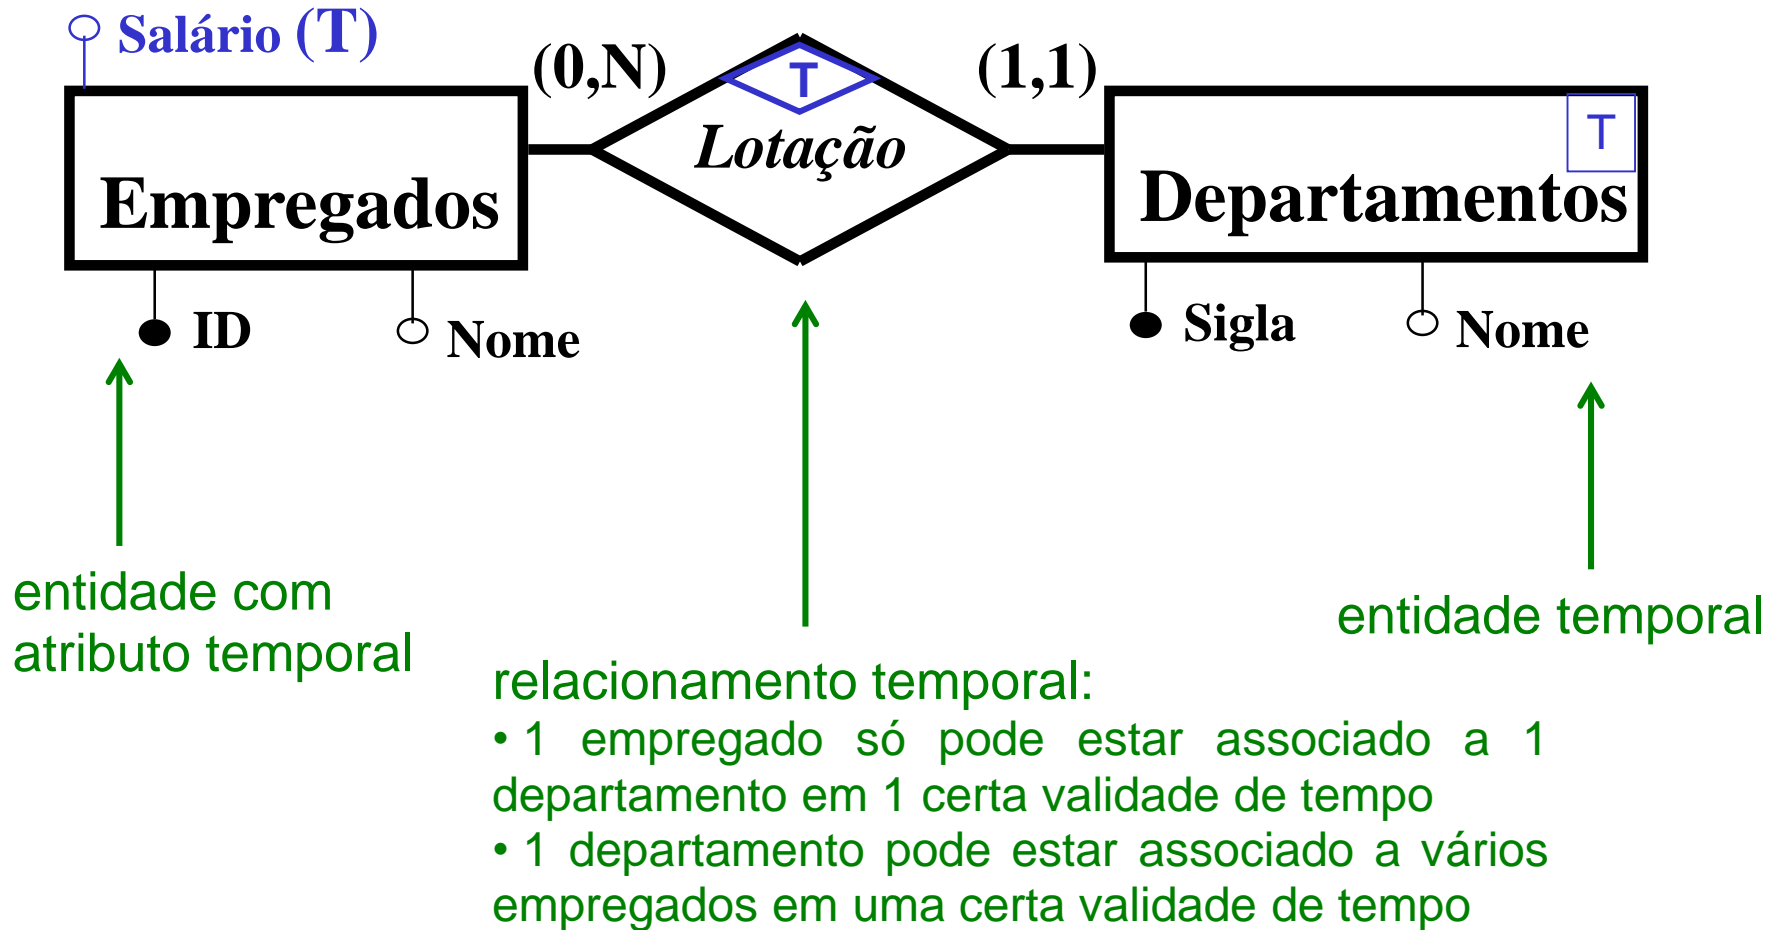 Salário (T)
(0,N)
T
(1,1)
T
Lotação
Empregados
Departamentos
ID
Nome
Sigla
Nome
entidade com
atributo temporal
entidade temporal
relacionamento temporal:
• 1 empregado só pode estar associado a 1
departamento em 1 certa validade de tempo
• 1 departamento pode estar associado a vários
empregados em uma certa validade de tempo